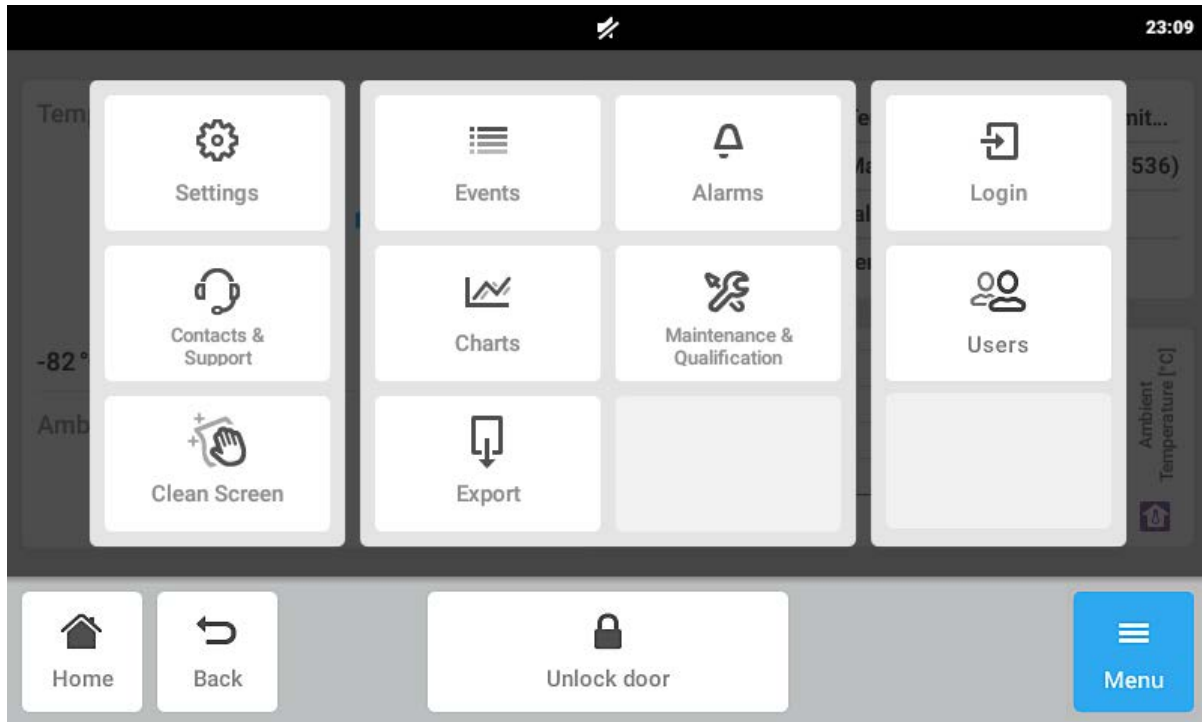 23:09
Settings
Events
Alarms
Login
536)
Contacts &
Support
Charts
Maintenance &
Qualification
Users
-82 °
Ambient
Temperature [°C]
Clean Screen
Export
Home
Back
Unlock door
Menu